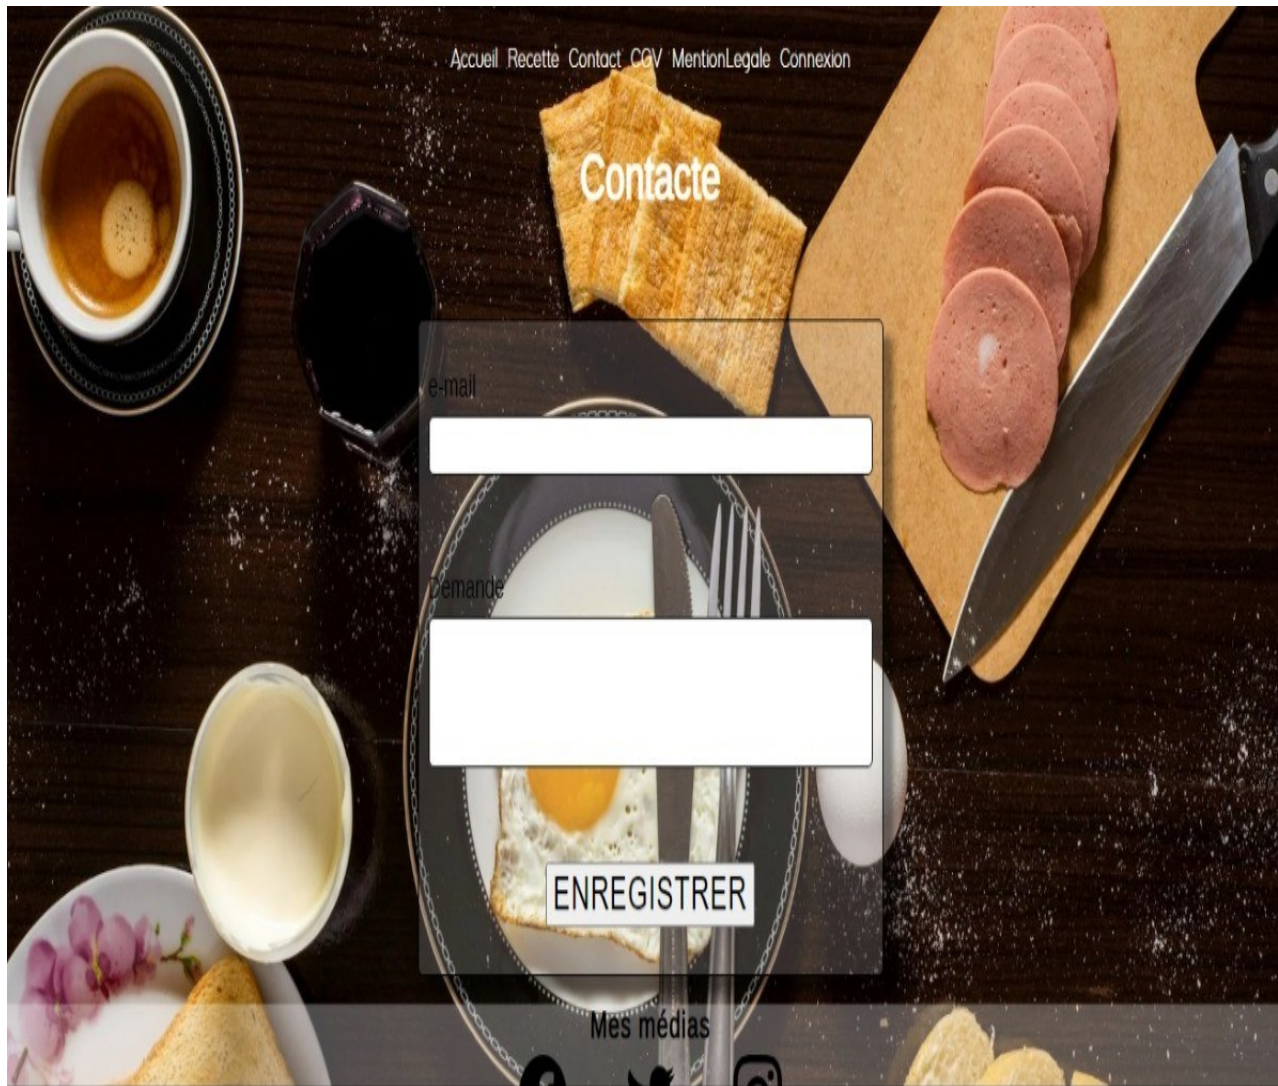 Accueil Recette Contact CGV MentionLegale Connexion
Contacte
e-mail
Demande
ENREGISTRER
Mes médias